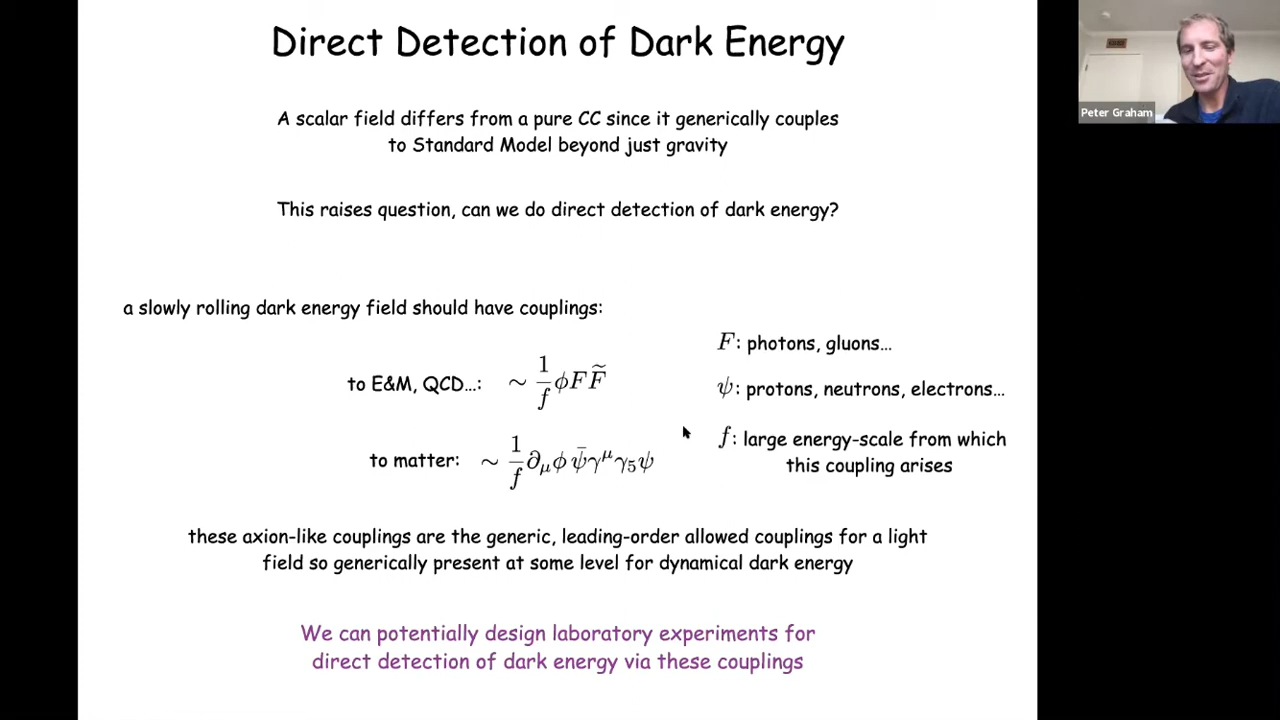 Direct Detection of Dark Energy
Peter Graham
A scalar field differs from a pure CC since it generically couples
to Standard Model beyond just gravity
This raises question, can we do direct detection of dark energy?
a slowly rolling dark energy field should have couplings:
to E&M, QCD...: ∼ 1/f ϕFF̃
to matter: ∼ 1/f ∂_μϕ ψ̄γ^μγ_5ψ
F: photons, gluons...
ψ: protons, neutrons, electrons...
f: large energy-scale from which
this coupling arises
these axion-like couplings are the generic, leading-order allowed couplings for a light
field so generically present at some level for dynamical dark energy
We can potentially design laboratory experiments for
direct detection of dark energy via these couplings